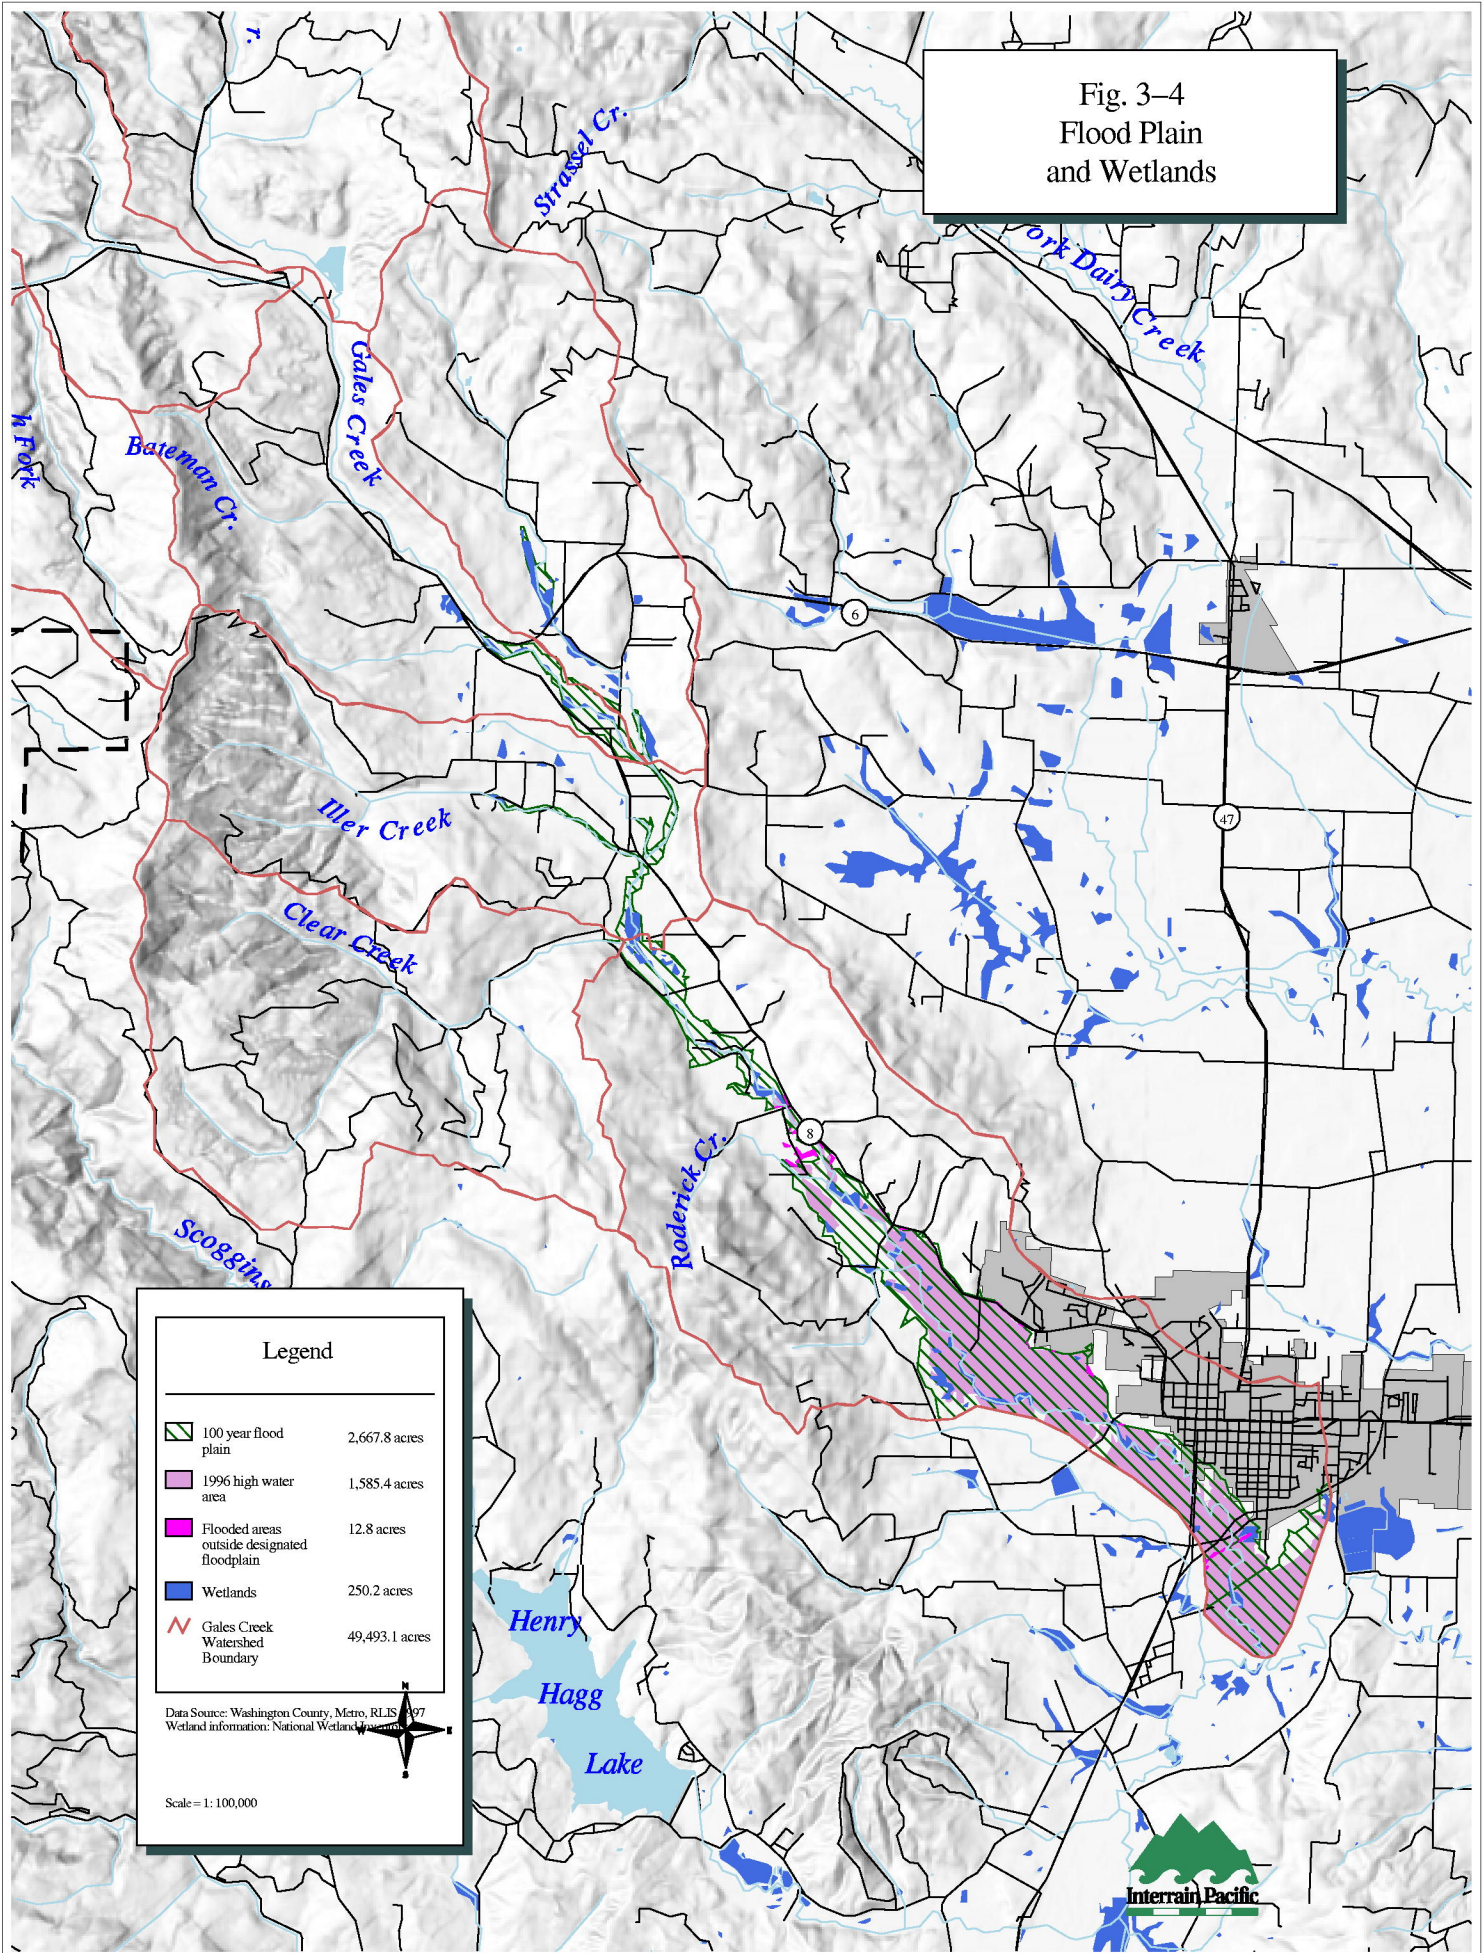 Fig. 3–4
Flood Plain
and Wetlands
r.
Strassel Cr.
ork Dairy Creek
Gales Creek
h Fork
Bateman Cr.
6
47
Iller Creek
Clear Creek
8
Roderick Cr.
Scoggins
Legend
100 year flood
plain
2,667.8 acres
1996 high water
area
1,585.4 acres
Flooded areas
outside designated
floodplain
12.8 acres
Wetlands
250.2 acres
Gales Creek
Watershed
Boundary
49,493.1 acres
Data Source: Washington County, Metro, RLIS 997
Wetland information: National Wetland
N
W
E
S
Scale = 1: 100,000
Henry
Hagg
Lake
Interrain Pacific